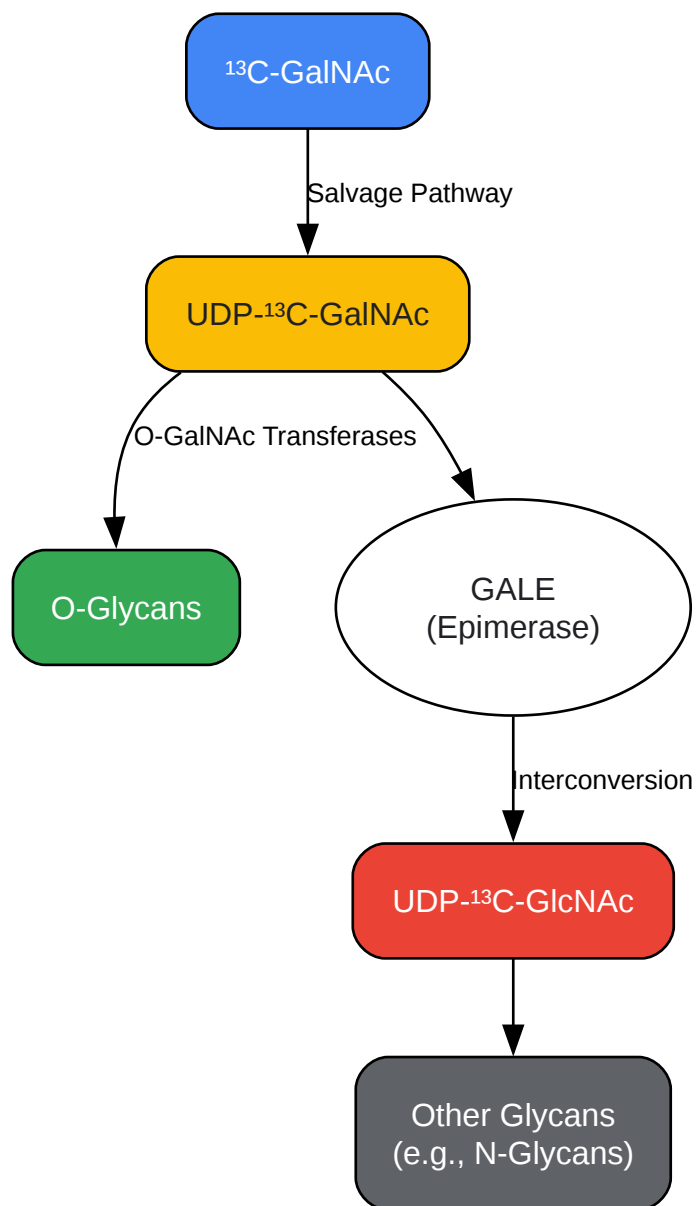 ¹³C-GalNAc
Salvage Pathway
UDP-¹³C-GalNAc
O-GalNAc Transferases
O-Glycans
GALE
(Epimerase)
Interconversion
UDP-¹³C-GlcNAc
Other Glycans
(e.g., N-Glycans)